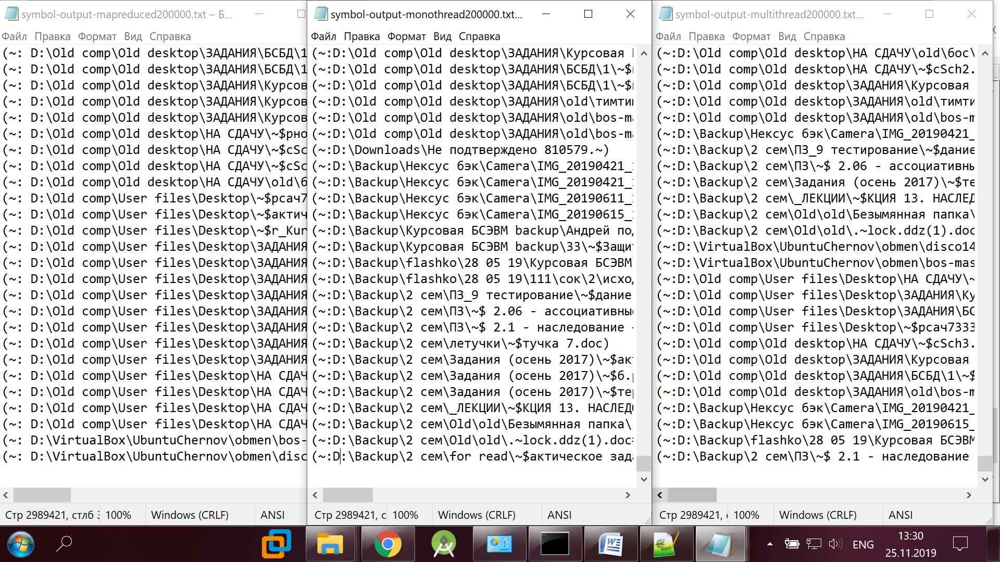 symbol-output-mapreduced200000.txt – Б...
Файл Правка Формат Вид Справка
(~: D:\Old comp\Old desktop\ЗАДАНИЯ\БСБД\1
(~: D:\Old comp\Old desktop\ЗАДАНИЯ\БСБД\1
(~: D:\Old comp\Old desktop\ЗАДАНИЯ\Курсов
(~: D:\Old comp\Old desktop\ЗАДАНИЯ\Курсов
(~: D:\Old comp\Old desktop\ЗАДАНИЯ\Курсов
(~: D:\Old comp\Old desktop\НА СДАЧУ\~$рно
(~: D:\Old comp\Old desktop\НА СДАЧУ\~$cSc
(~: D:\Old comp\Old desktop\НА СДАЧУ\~$cSc
(~: D:\Old comp\Old desktop\НА СДАЧУ\old\б
(~: D:\Old comp\User files\Desktop\~$рсач7
(~: D:\Old comp\User files\Desktop\~$актич
(~: D:\Old comp\User files\Desktop\~$r_Kur
(~: D:\Old comp\User files\Desktop\ЗАДАНИЯ
(~: D:\Old comp\User files\Desktop\ЗАДАНИЯ
(~: D:\Old comp\User files\Desktop\ЗАДАНИЯ
(~: D:\Old comp\User files\Desktop\ЗАДАНИЯ
(~: D:\Old comp\User files\Desktop\ЗАДАНИЯ
(~: D:\Old comp\User files\Desktop\ЗАДАНИЯ
(~: D:\Old comp\User files\Desktop\ЗАДАНИЯ
(~: D:\Old comp\User files\Desktop\ЗАДАНИЯ
(~: D:\Old comp\User files\Desktop\НА СДАЧ
(~: D:\Old comp\User files\Desktop\НА СДАЧ
(~: D:\Old comp\User files\Desktop\НА СДАЧ
(~: D:\Old comp\User files\Desktop\НА СДАЧ
(~: D:\VirtualBox\UbuntuChernov\obmen\bos-
(~: D:\VirtualBox\UbuntuChernov\obmen\disc
Стр 2989421, стлб 3 100% Windows (CRLF) ANSI
symbol-output-monothread200000.txt...
Файл Правка Формат Вид Справка
(~:D:\Old comp\Old desktop\ЗАДАНИЯ\Курсовая
(~:D:\Old comp\Old desktop\ЗАДАНИЯ\БСБД\1\~$
(~:D:\Old comp\Old desktop\ЗАДАНИЯ\БСБД\1\~$
(~:D:\Old comp\Old desktop\ЗАДАНИЯ\old\тимтим
(~:D:\Old comp\Old desktop\ЗАДАНИЯ\old\bos-ma
(~:D:\Old comp\Old desktop\ЗАДАНИЯ\old\bos-ma
(~:D:\Downloads\Не подтверждено 810579.~)
(~:D:\Backup\Нексус бэк\Camera\IMG_20190421_
(~:D:\Backup\Нексус бэк\Camera\IMG_20190421_
(~:D:\Backup\Нексус бэк\Camera\IMG_20190611_
(~:D:\Backup\Нексус бэк\Camera\IMG_20190615_
(~:D:\Backup\Курсовая БСЭВМ backup\Андрей под
(~:D:\Backup\Курсовая БСЭВМ backup\33\~$Защит
(~:D:\Backup\flashko\28 05 19\Курсовая БСЭВМ\
(~:D:\Backup\flashko\28 05 19\111\сок\2\исход
(~:D:\Backup\2 сем\ПЗ_9 тестирование\~$дание
(~:D:\Backup\2 сем\ПЗ\~$ 2.06 - ассоциативные
(~:D:\Backup\2 сем\ПЗ\~$ 2.1 - наследование -
(~:D:\Backup\2 сем\летучки\~$тучка 7.doc)
(~:D:\Backup\2 сем\Задания (осень 2017)\~$акт
(~:D:\Backup\2 сем\Задания (осень 2017)\~$6.
(~:D:\Backup\2 сем\Задания (осень 2017)\~$тер
(~:D:\Backup\2 сем\_ЛЕКЦИИ\~$КЦИЯ 13. НАСЛЕД
(~:D:\Backup\2 сем\Old\old\Безымянная папка\
(~:D:\Backup\2 сем\Old\old\.~lock.ddz(1).doc
(~:D:\Backup\2 сем\for read\~$актическое зада
Стр 2989421, с 100% Windows (CRLF) ANSI
symbol-output-multithread200000.txt...
Файл Правка Формат Вид Справка
(~:D:\Old comp\Old desktop\НА СДАЧУ\old\бос\
(~:D:\Old comp\Old desktop\НА СДАЧУ\~$cSch2.
(~:D:\Old comp\Old desktop\ЗАДАНИЯ\Курсовая
(~:D:\Old comp\Old desktop\ЗАДАНИЯ\old\тимти
(~:D:\Old comp\Old desktop\ЗАДАНИЯ\old\bos-m
(~:D:\Backup\Нексус бэк\Camera\IMG_20190421_
(~:D:\Backup\2 сем\ПЗ_9 тестирование\~$дание
(~:D:\Backup\2 сем\ПЗ\~$ 2.06 - ассоциативны
(~:D:\Backup\2 сем\Задания (осень 2017)\~$те
(~:D:\Backup\2 сем\_ЛЕКЦИИ\~$КЦИЯ 13. НАСЛЕД
(~:D:\Backup\2 сем\Old\old\Безымянная папка\
(~:D:\Backup\2 сем\Old\old\.~lock.ddz(1).doc
(~:D:\VirtualBox\UbuntuChernov\obmen\disco14
(~:D:\VirtualBox\UbuntuChernov\obmen\bos-mas
(~:D:\Old comp\User files\Desktop\НА СДАЧУ\~
(~:D:\Old comp\User files\Desktop\ЗАДАНИЯ\Ку
(~:D:\Old comp\User files\Desktop\ЗАДАНИЯ\БС
(~:D:\Old comp\User files\Desktop\~$рсач7333
(~:D:\Old comp\Old desktop\НА СДАЧУ\~$cSch3.
(~:D:\Old comp\Old desktop\ЗАДАНИЯ\Курсовая
(~:D:\Old comp\Old desktop\ЗАДАНИЯ\БСБД\1\~$
(~:D:\Old comp\Old desktop\ЗАДАНИЯ\old\bos-m
(~:D:\Backup\Нексус бэк\Camera\IMG_20190421_
(~:D:\Backup\Нексус бэк\Camera\IMG_20190615_
(~:D:\Backup\flashko\28 05 19\Курсовая БСЭВМ
(~:D:\Backup\2 сем\ПЗ\~$ 2.1 - наследование
Стр 2989421, 100% Windows (CRLF) ANSI
ENG
13:30
25.11.2019